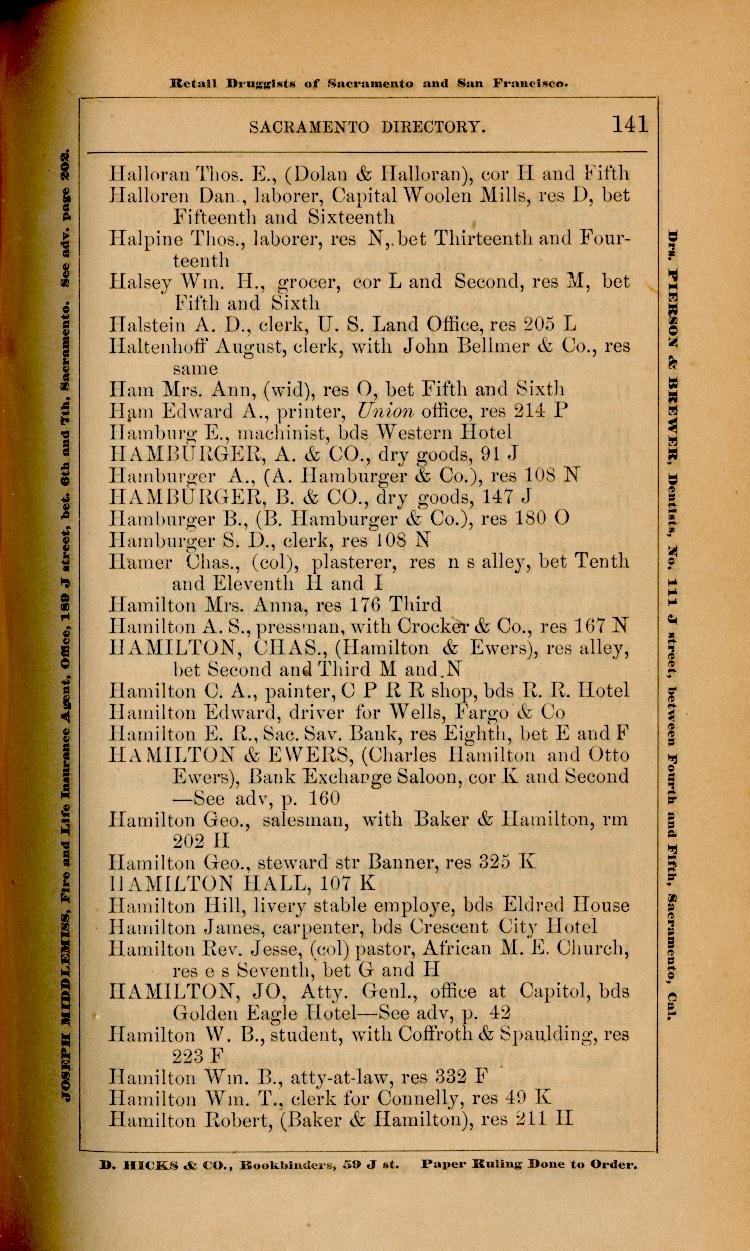 Retail Druggists of Sacramento and San Francisco.
SACRAMENTO DIRECTORY. 141
Halloran Thos. E., (Dolan & Halloran), cor H and Fifth
Halloren Dan., laborer, Capital Woolen Mills, res D, bet
Fifteenth and Sixteenth
Halpine Thos., laborer, res N, bet Thirteenth and Four-
teenth
Halsey Wm. H., grocer, cor L and Second, res M, bet
Fifth and Sixth
Halstein A. D., clerk, U. S. Land Office, res 205 L
Haltenhoff August, clerk, with John Bellmer & Co., res
same
Ham Mrs. Ann, (wid), res O, bet Fifth and Sixth
Ham Edward A., printer, Union office, res 214 P
Hamburg E., machinist, bds Western Hotel
HAMBURGER, A. & CO., dry goods, 91 J
Hamburger A., (A. Hamburger & Co.), res 108 N
HAMBURGER, B. & CO., dry goods, 147 J
Hamburger B., (B. Hamburger & Co.), res 180 O
Hamburger S. D., clerk, res 108 N
Hamer Chas., (col), plasterer, res n s alley, bet Tenth
and Eleventh H and I
Hamilton Mrs. Anna, res 176 Third
Hamilton A. S., pressman, with Crocker & Co., res 167 N
HAMILTON, CHAS., (Hamilton & Ewers), res alley,
bet Second and Third M and N
Hamilton C. A., painter, C P R R shop, bds R. R. Hotel
Hamilton Edward, driver for Wells, Fargo & Co
Hamilton E. R., Sac. Sav. Bank, res Eighth, bet E and F
HAMILTON & EWERS, (Charles Hamilton and Otto
Ewers), Bank Exchange Saloon, cor K and Second
—See adv, p. 160
Hamilton Geo., salesman, with Baker & Hamilton, rm
202 H
Hamilton Geo., steward str Banner, res 325 K
HAMILTON HALL, 107 K
Hamilton Hill, livery stable employe, bds Eldred House
Hamilton James, carpenter, bds Crescent City Hotel
Hamilton Rev. Jesse, (col) pastor, African M. E. Church,
res e s Seventh, bet G and H
HAMILTON, JO, Atty. Genl., office at Capitol, bds
Golden Eagle Hotel—See adv, p. 42
Hamilton W. B., student, with Coffroth & Spaulding, res
223 F
Hamilton Wm. B., atty-at-law, res 332 F
Hamilton Wm. T., clerk for Connelly, res 49 K
Hamilton Robert, (Baker & Hamilton), res 211 H
D. HICKS & CO., Bookbinders, 59 J st. Paper Ruling Done to Order.
JOSEPH MIDDLEMISS, Fire and Life Insurance Agent, Office, 189 J street, bet. 6th and 7th, Sacramento. See adv. page 202.
Drs. PIERSON & BREWER, Dentists, No. 111 J street, between Fourth and Fifth, Sacramento, Cal.